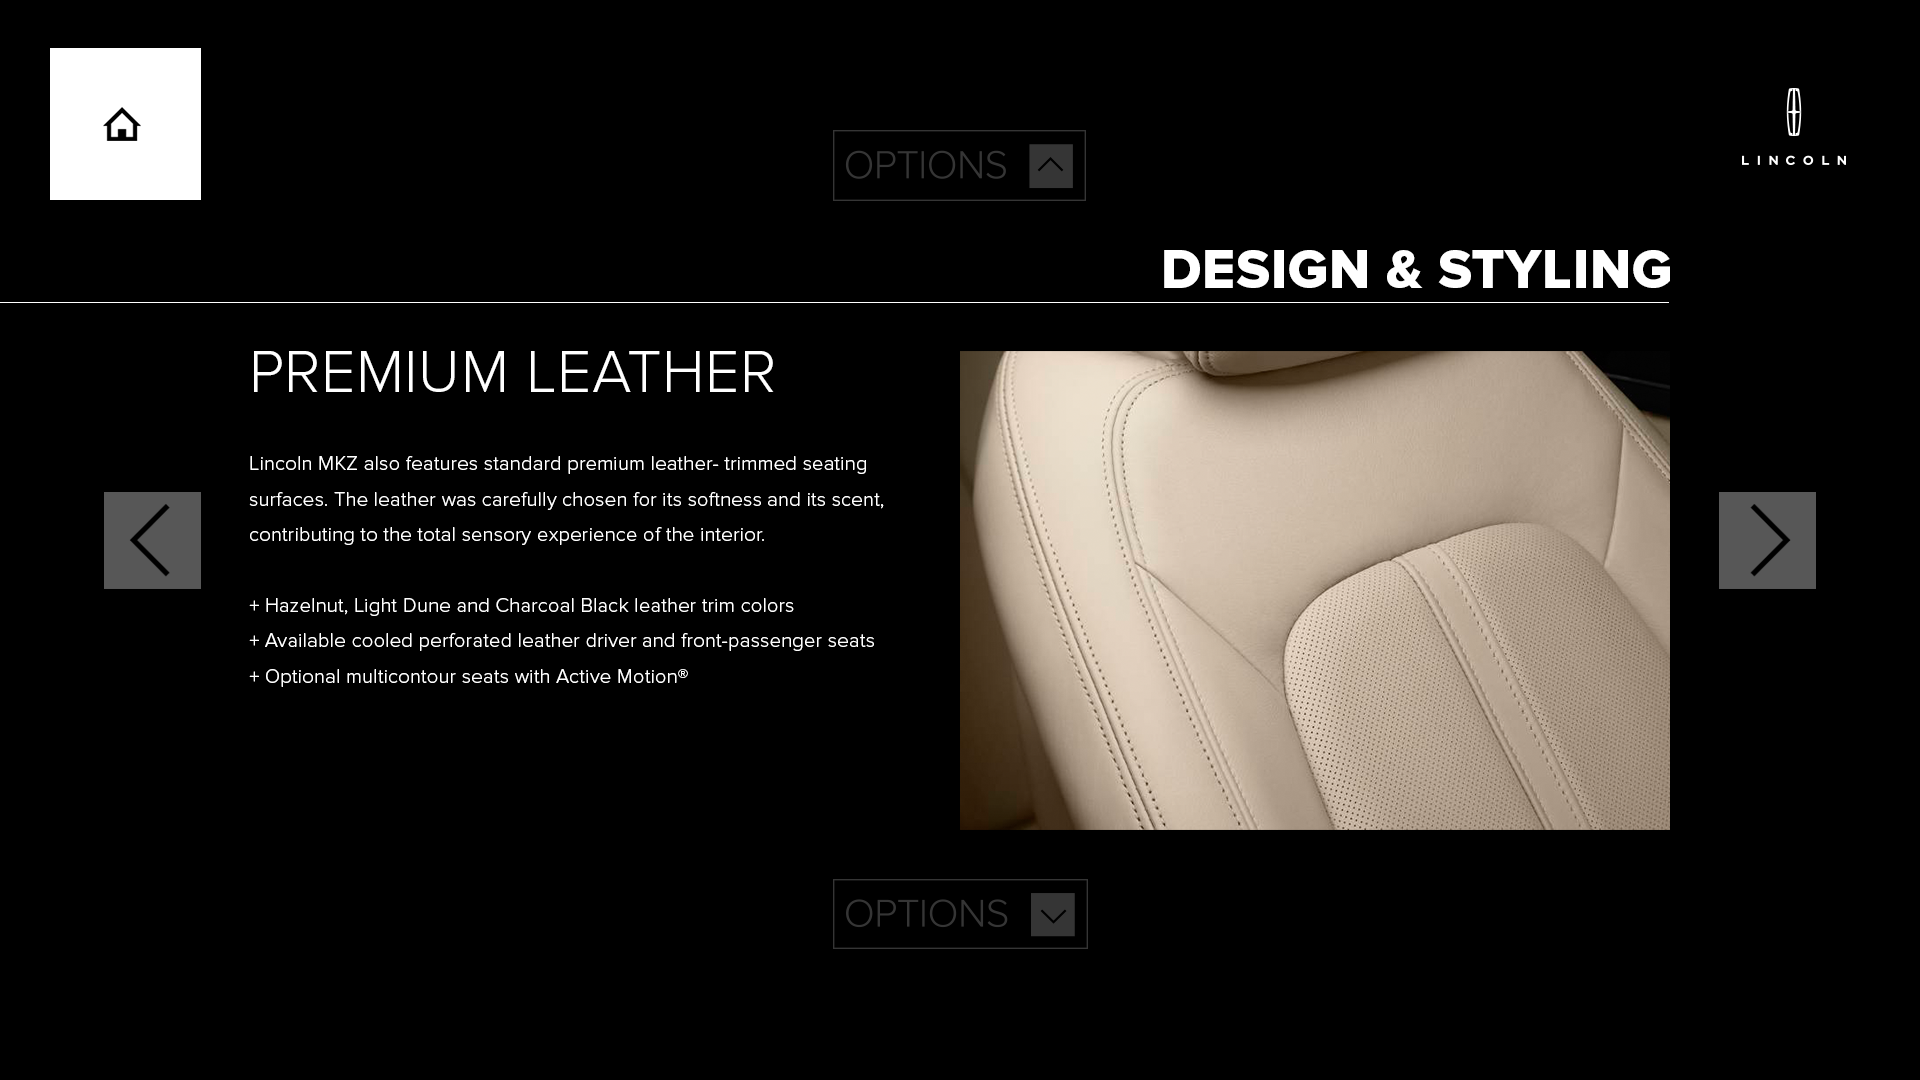 OPTIONS
LINCOLN
DESIGN & STYLING
PREMIUM LEATHER
Lincoln MKZ also features standard premium leather- trimmed seating
surfaces. The leather was carefully chosen for its softness and its scent,
contributing to the total sensory experience of the interior.
+ Hazelnut, Light Dune and Charcoal Black leather trim colors
+ Available cooled perforated leather driver and front-passenger seats
+ Optional multicontour seats with Active Motion®
OPTIONS